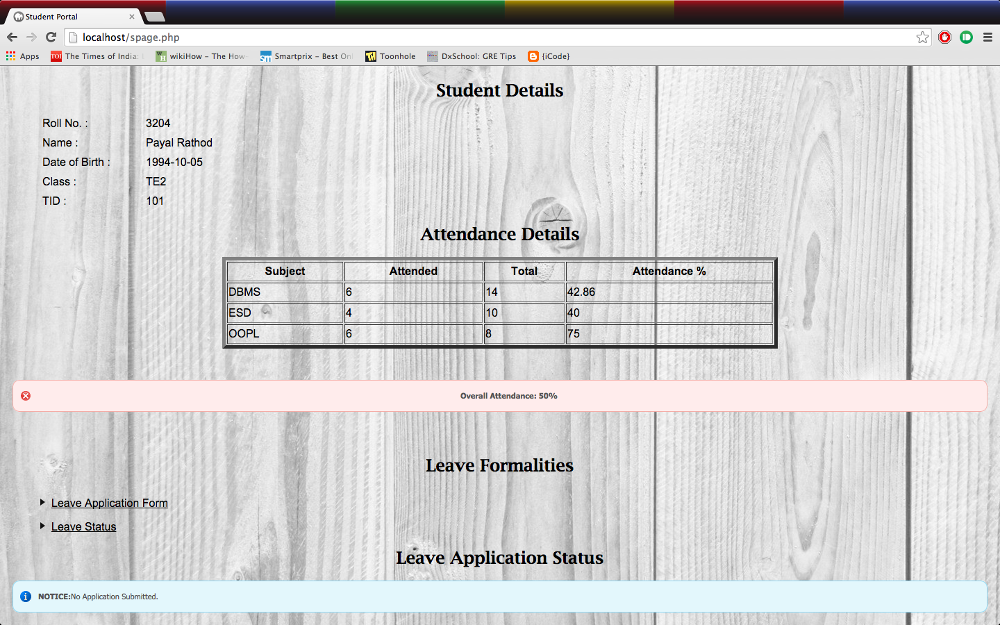 Student Portal
localhost/spage.php
Apps TOI The Times of India: WH wikiHow – The How- Smartprix – Best Onl Toonhole DxSchool: GRE Tips {iCode}
Student Details
Roll No. : 3204
Name : Payal Rathod
Date of Birth : 1994-10-05
Class : TE2
TID : 101
Attendance Details
Subject Attended Total Attendance %
DBMS 6 14 42.86
ESD 4 10 40
OOPL 6 8 75
Overall Attendance: 50%
Leave Formalities
Leave Application Form
Leave Status
Leave Application Status
NOTICE:No Application Submitted.